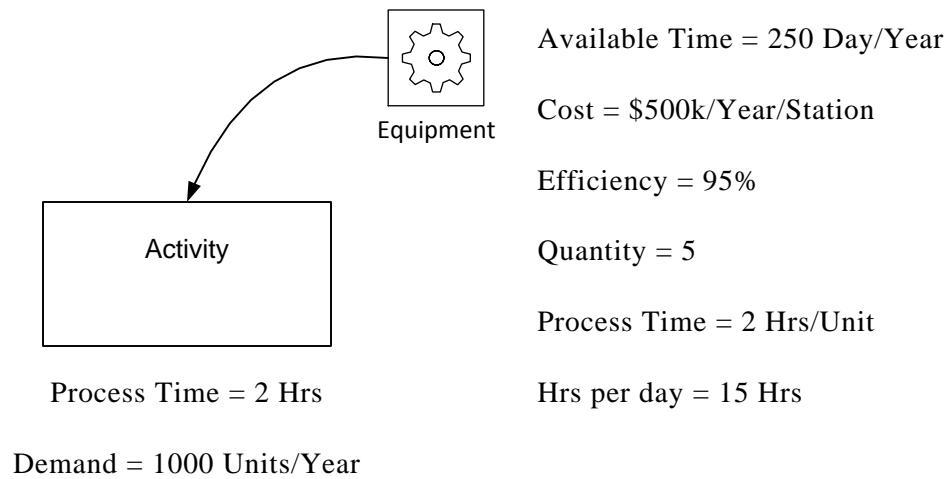 Available Time = 250 Day/Year
Cost = $500k/Year/Station
Equipment
Efficiency = 95%
Activity
Quantity = 5
Process Time = 2 Hrs/Unit
Process Time = 2 Hrs
Hrs per day = 15 Hrs
Demand = 1000 Units/Year